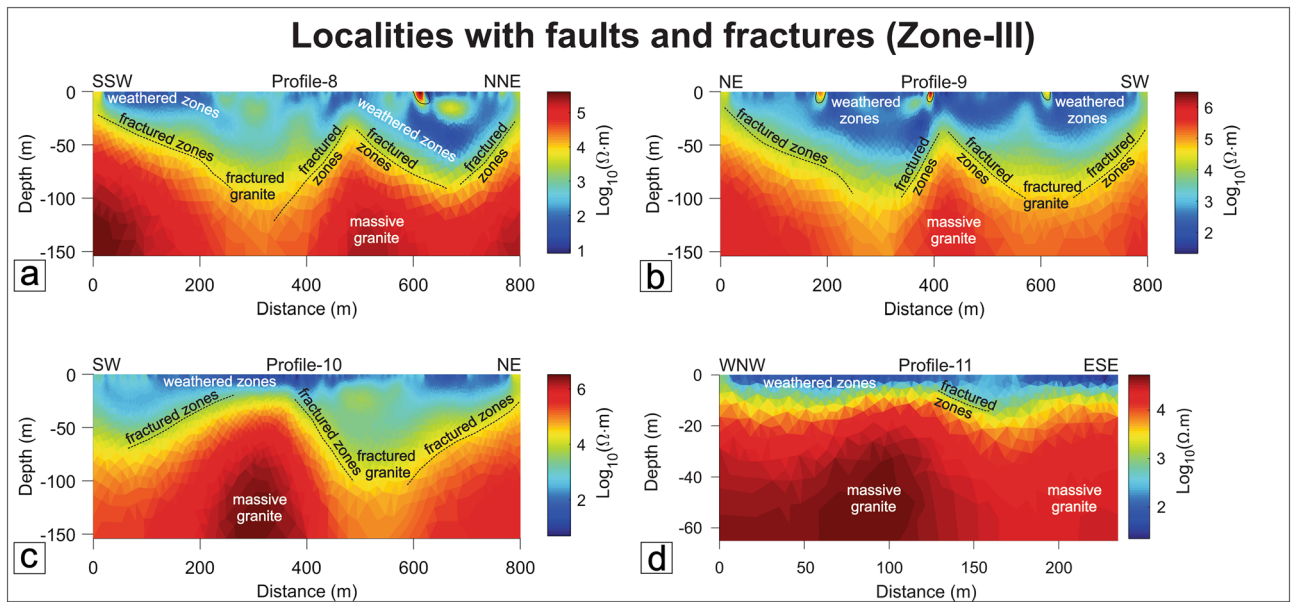 Localities with faults and fractures (Zone-III)
SSW Profile-8 NNE
weathered zones
weathered zones
fractured zones
fractured
granite
fractured
zones
fractured
zones
fractured
zones
massive
granite
0
-50
-100
-150
Depth (m)
0 200 400 600 800
Distance (m)
5
4
3
2
1
Log10(Ω·m)
a
NE Profile-9 SW
weathered
zones
weathered
zones
fractured zones
fractured
zones
fractured
zones
fractured
granite
fractured
zones
massive
granite
0
-50
-100
-150
Depth (m)
0 200 400 600 800
Distance (m)
6
5
4
3
2
Log10(Ω·m)
b
SW Profile-10 NE
weathered zones
fractured zones
fractured zones
fractured
granite
fractured zones
massive
granite
0
-50
-100
-150
Depth (m)
0 200 400 600 800
Distance (m)
6
4
2
Log10(Ω·m)
c
WNW Profile-11 ESE
weathered zones
fractured
zones
massive
granite
massive
granite
0
-20
-40
-60
Depth (m)
0 50 100 150 200
Distance (m)
4
3
2
Log10(Ω.m)
d